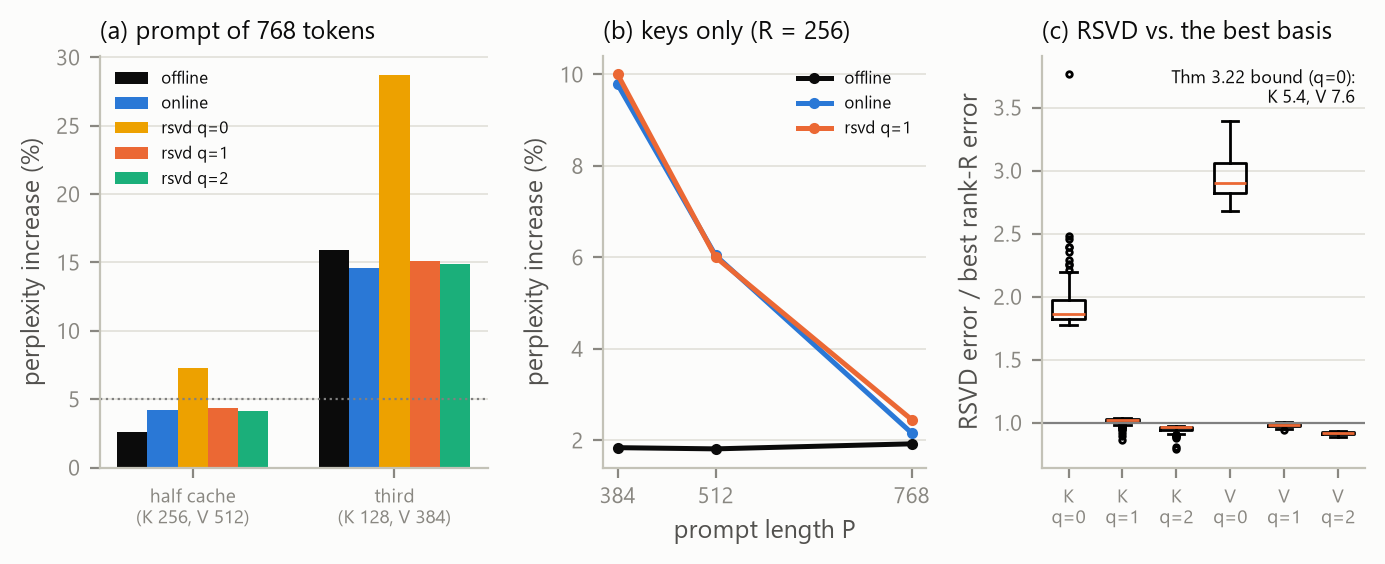 (a) prompt of 768 tokens
perplexity increase (%)
30
25
20
15
10
5
0
offline
online
rsvd q=0
rsvd q=1
rsvd q=2
half cache
(K 256, V 512)
third
(K 128, V 384)
(b) keys only (R = 256)
perplexity increase (%)
10
8
6
4
2
offline
online
rsvd q=1
384
512
768
prompt length P
(c) RSVD vs. the best basis
RSVD error / best rank-R error
Thm 3.22 bound (q=0):
K 5.4, V 7.6
3.5
3.0
2.5
2.0
1.5
1.0
K
q=0
K
q=1
K
q=2
V
q=0
V
q=1
V
q=2